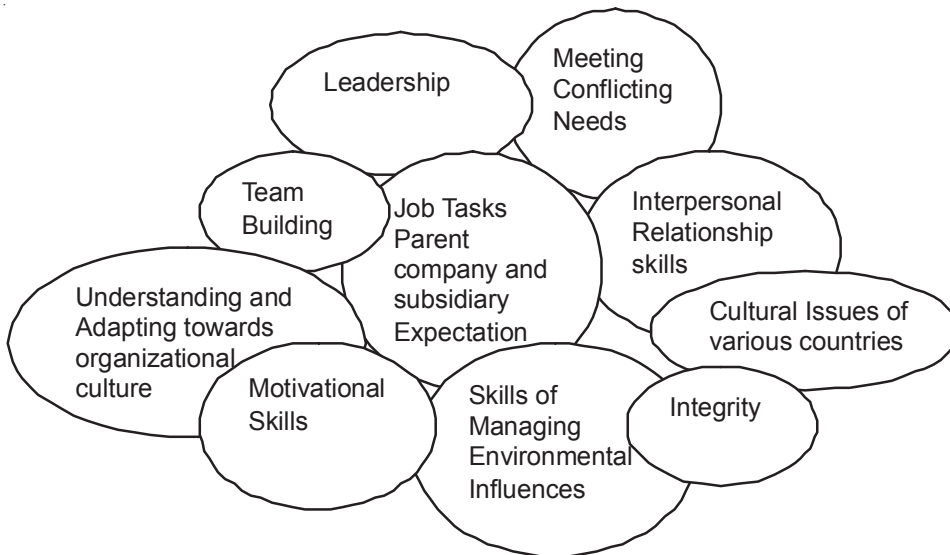 Leadership
Meeting
Conflicting
Needs
Team
Building
Job Tasks
Parent
company and
subsidiary
Expectation
Interpersonal
Relationship
skills
Understanding and
Adapting towards
organizational
culture
Cultural Issues of
various countries
Motivational
Skills
Skills of
Managing
Environmental
Influences
Integrity